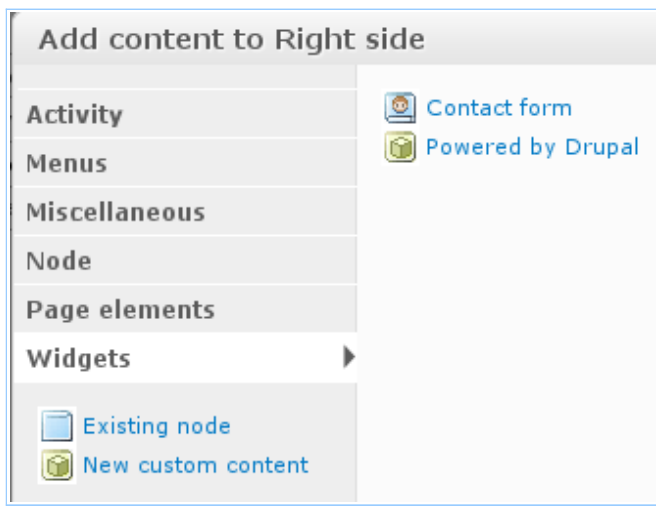 Add content to Right side
Activity
Menus
Miscellaneous
Node
Page elements
Widgets
Existing node
New custom content
Contact form
Powered by Drupal